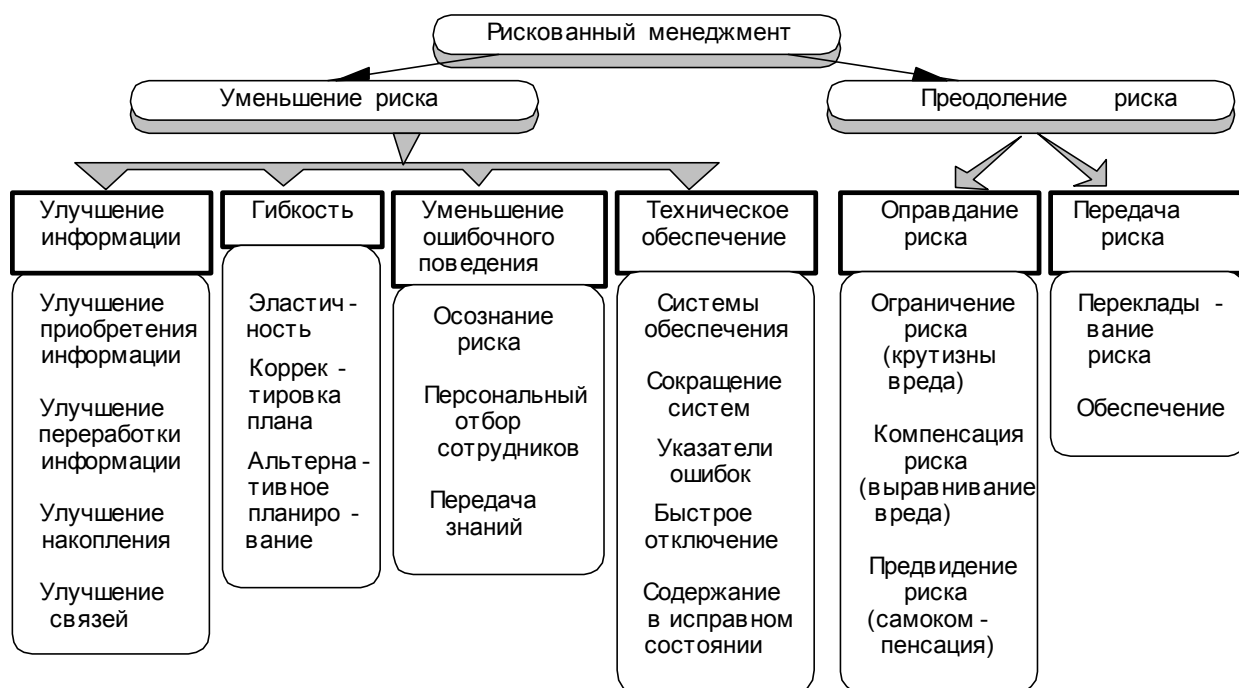 Рискованный менеджмент
Уменьшение риска
Преодоление риска
Улучшение
информации
Гибкость
Уменьшение
ошибочного
поведения
Техническое
обеспечение
Оправдание
риска
Передача
риска
Улучшение
приобретения
информации
Улучшение
переработки
информации
Улучшение
накопления
Улучшение
связей
Эластич -
ность
Коррек -
тировка
плана
Альтерна -
тивное
планиро -
вание
Осознание
риска
Персональный
отбор
сотрудников
Передача
знаний
Системы
обеспечения
Сокращение
систем
Указатели
ошибок
Быстрое
отключение
Содержание
в исправном
состоянии
Ограничение
риска
(крутизны
вреда)
Компенсация
риска
(выравнивание
вреда)
Предвидение
риска
(самоком -
пенсация)
Переклады -
вание
риска
Обеспечение